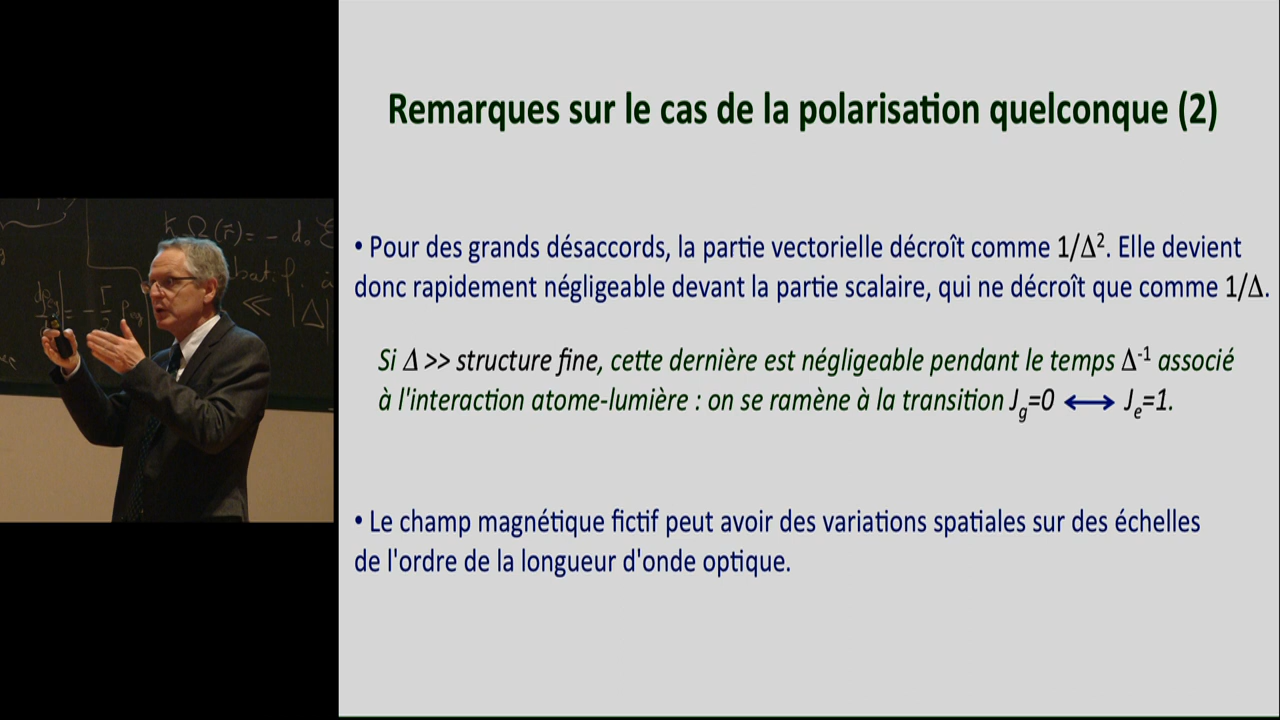 Remarques sur le cas de la polarisation quelconque (2)
• Pour des grands désaccords, la partie vectorielle décroît comme 1/Δ². Elle devient
donc rapidement négligeable devant la partie scalaire, qui ne décroît que comme 1/Δ.
Si Δ >> structure fine, cette dernière est négligeable pendant le temps Δ⁻¹ associé
à l'interaction atome-lumière : on se ramène à la transition J_g=0 ⟷ J_e=1.
• Le champ magnétique fictif peut avoir des variations spatiales sur des échelles
de l'ordre de la longueur d'onde optique.
ħ Ω(r⃗) = - d₀ ℰ
≪ |Δ|